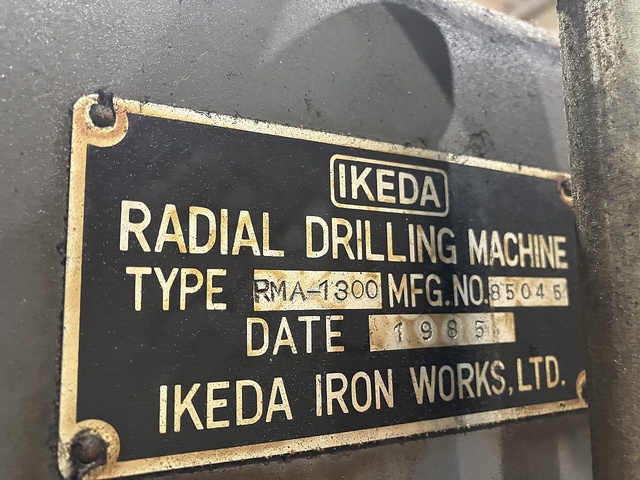 IKEDA
RADIAL DRILLING MACHINE
TYPE RMA-1300 MFG.NO. 85045
DATE 1985
IKEDA IRON WORKS, LTD.